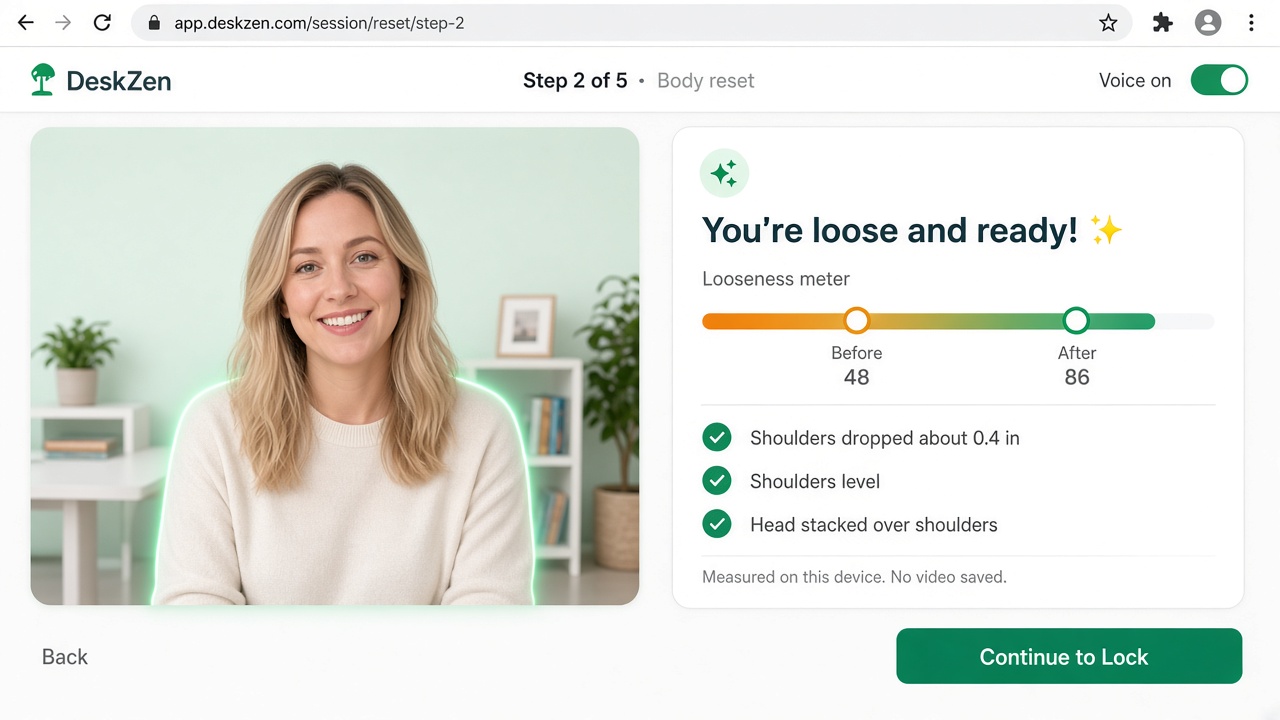 app.deskzen.com/session/reset/step-2
DeskZen
Step 2 of 5 • Body reset
Voice on
You’re loose and ready! ✨
Looseness meter
Before
48
After
86
Shoulders dropped about 0.4 in
Shoulders level
Head stacked over shoulders
Measured on this device. No video saved.
Back
Continue to Lock